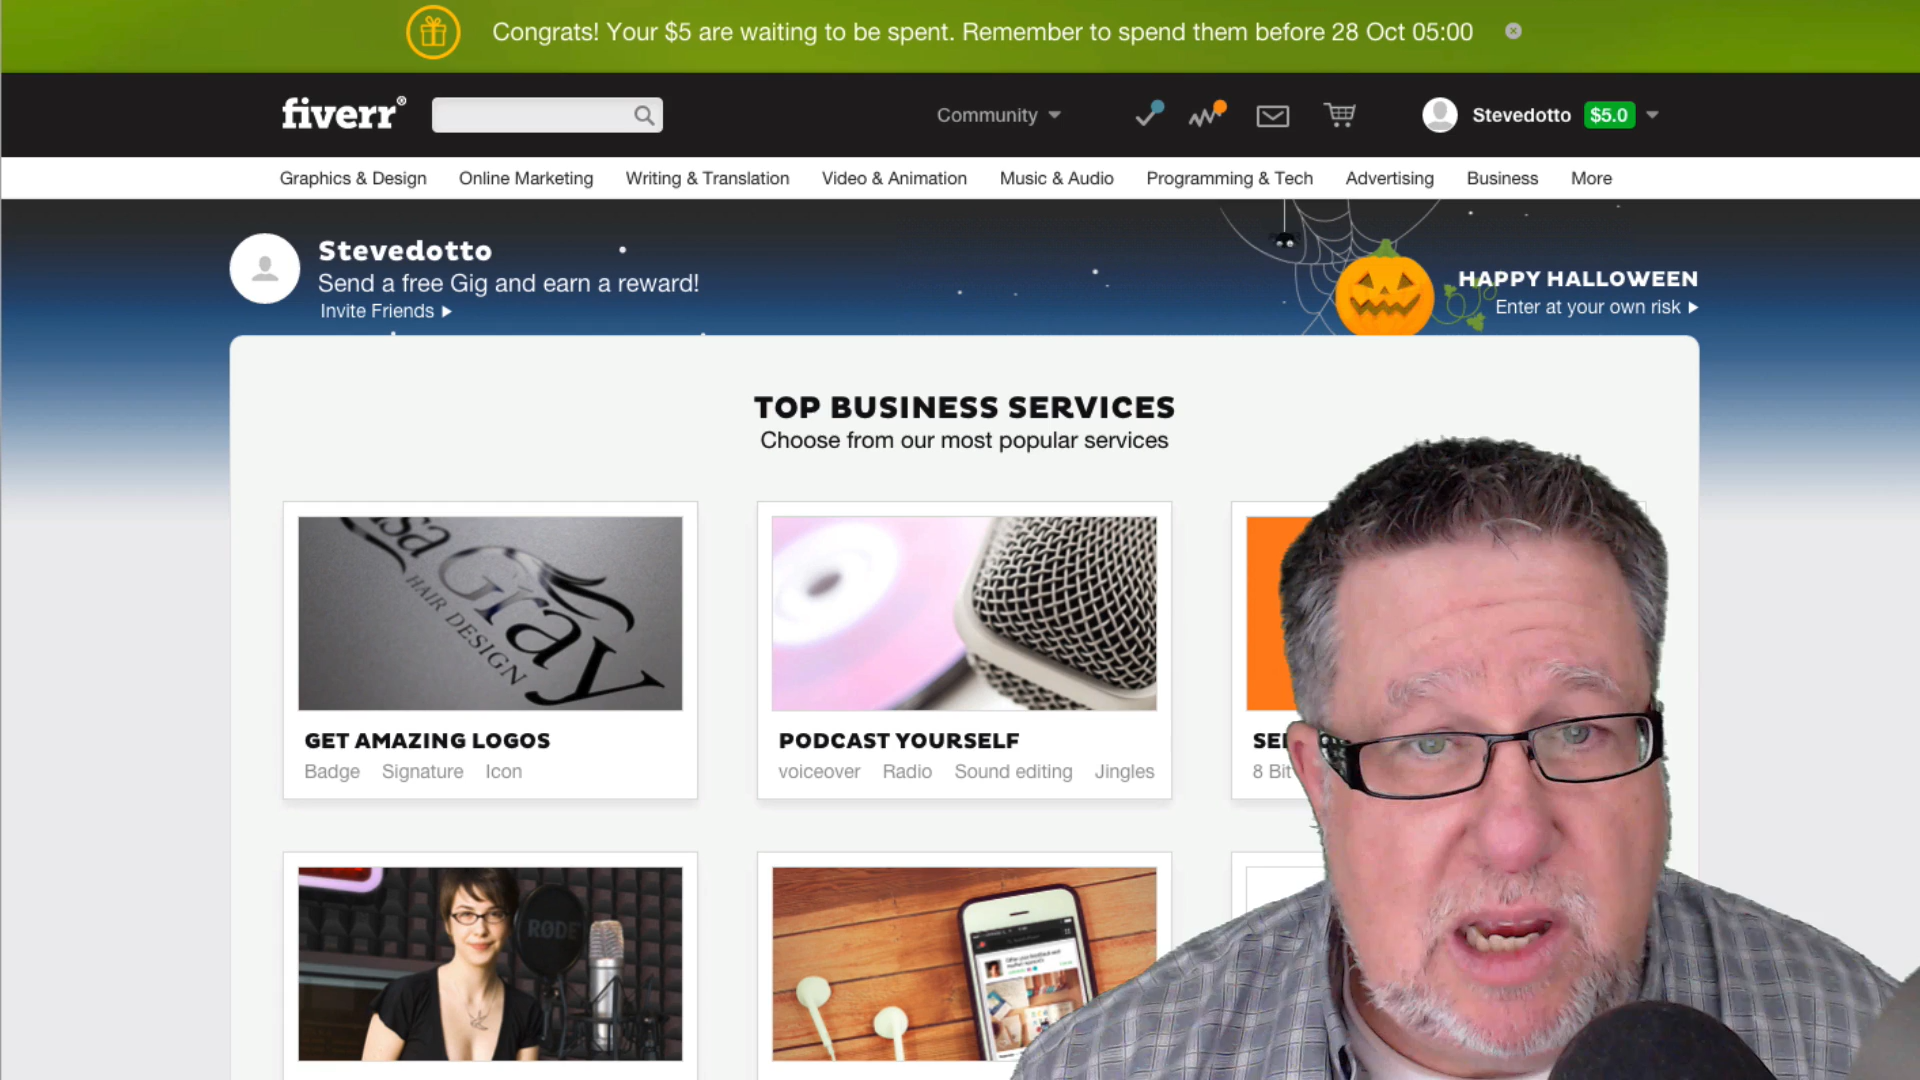 Congrats! Your $5 are waiting to be spent. Remember to spend them before 28 Oct 05:00
fiverr®
Community
Stevedotto $5.0
Graphics & Design Online Marketing Writing & Translation Video & Animation Music & Audio Programming & Tech Advertising Business More
Stevedotto
Send a free Gig and earn a reward!
Invite Friends
HAPPY HALLOWEEN
Enter at your own risk
TOP BUSINESS SERVICES
Choose from our most popular services
Gray
HAIR DESIGN
GET AMAZING LOGOS
Badge Signature Icon
PODCAST YOURSELF
voiceover Radio Sound editing Jingles
8 Bit
RØDE